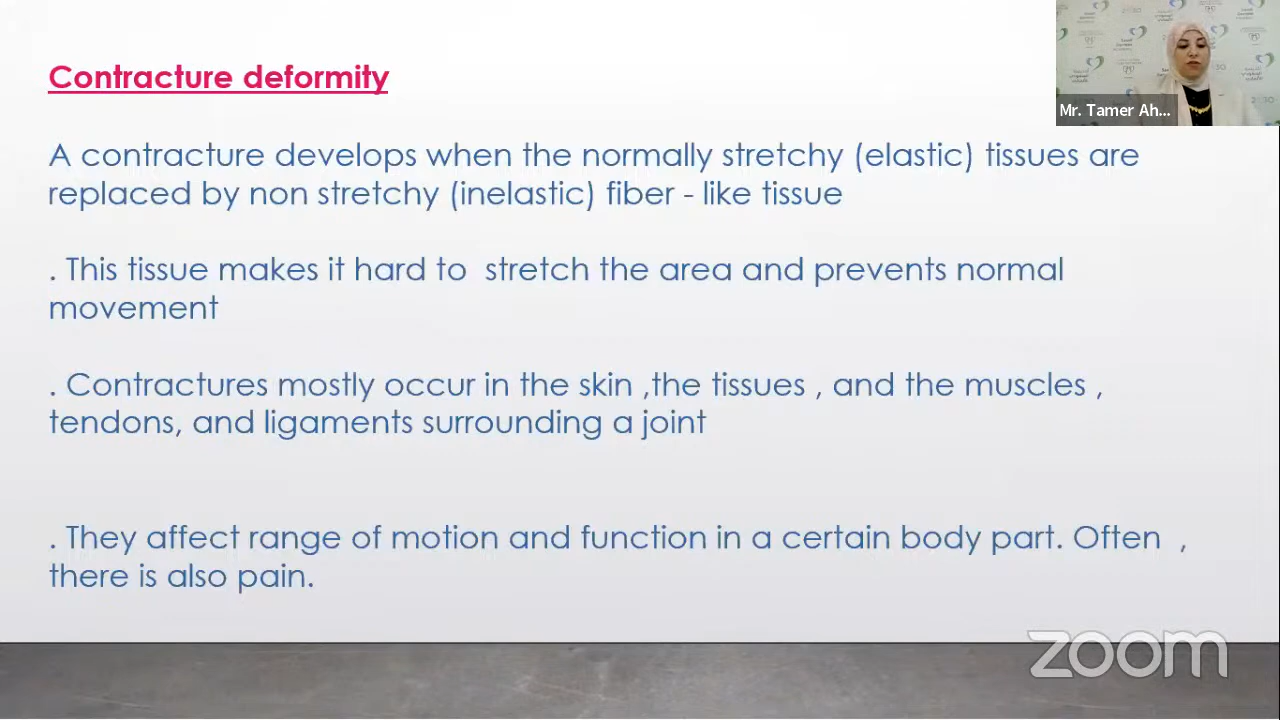 Contracture deformity
Mr. Tamer Ah...
A contracture develops when the normally stretchy (elastic) tissues are
replaced by non stretchy (inelastic) fiber - like tissue
. This tissue makes it hard to  stretch the area and prevents normal
movement
. Contractures mostly occur in the skin ,the tissues , and the muscles ,
tendons, and ligaments surrounding a joint
. They affect range of motion and function in a certain body part. Often  ,
there is also pain.
zoom